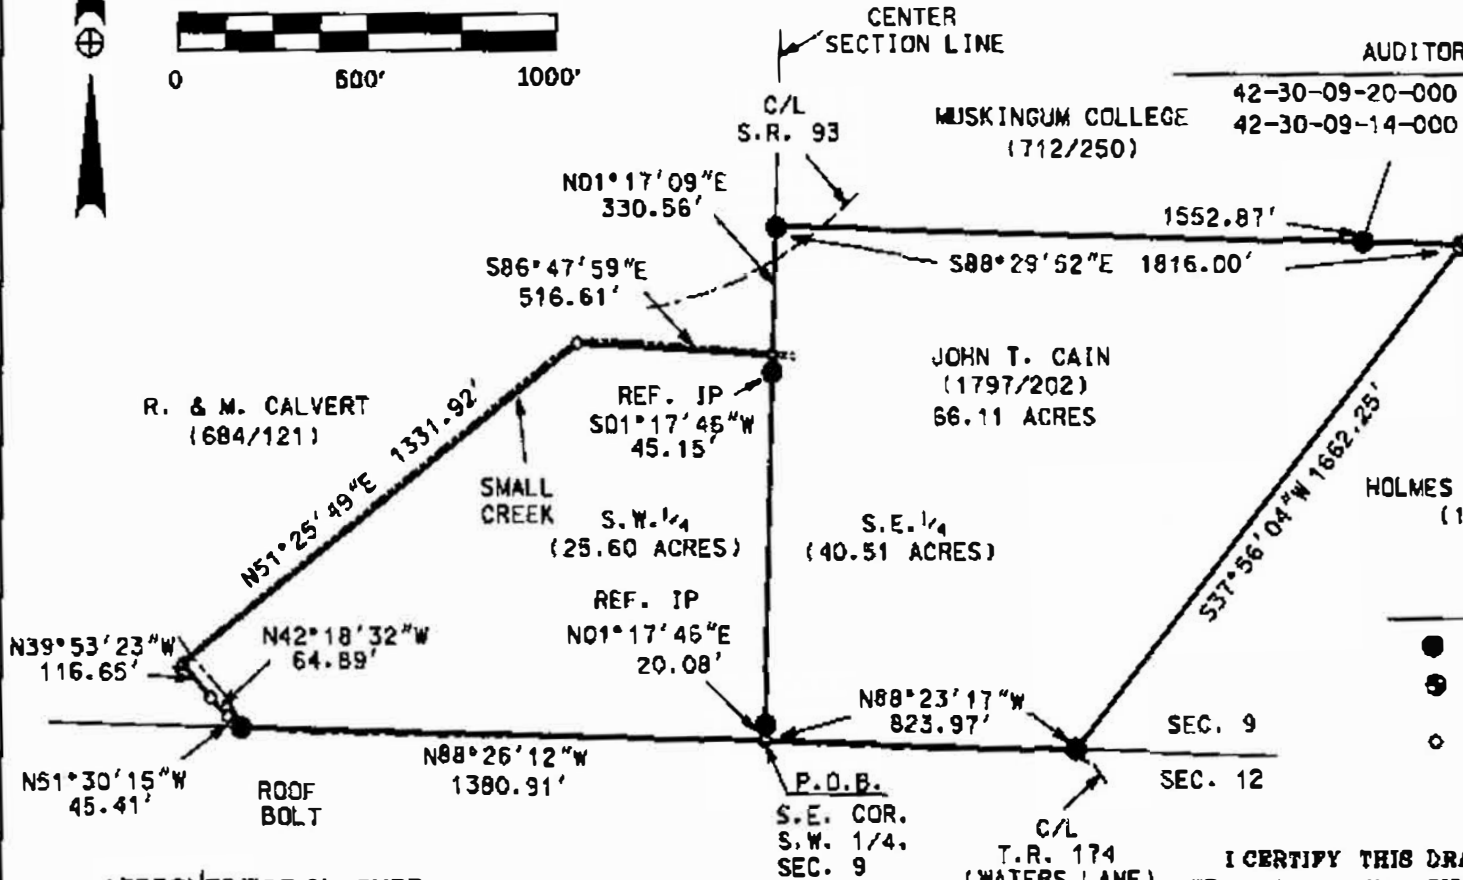 CENTER
SECTION LINE
0 500' 1000'
AUDITOR
42-30-09-20-000
42-30-09-14-000
C/L
S.R. 93
MUSKINGUM COLLEGE
(712/250)
N01°17'09"E
330.56'
1552.87'
S88°29'52"E 1816.00'
S86°47'59"E
516.61'
JOHN T. CAIN
(1797/202)
66.11 ACRES
R. & M. CALVERT
(684/121)
REF. IP
S01°17'46"W
45.15'
N51°25'49"E 1331.92'
SMALL
CREEK
S.W.1/4
(25.60 ACRES)
S.E.1/4
(40.51 ACRES)
S37°56'04"W 1662.25'
HOLMES
(1
REF. IP
N01°17'46"E
20.08'
N39°53'23"W
116.65'
N42°18'32"W
64.89'
N88°23'17"W
823.97'
SEC. 9
SEC. 12
N88°26'12"W
1380.91'
N51°30'15"W
45.41'
ROOF
BOLT
P.O.B.
S.E. COR.
S.W. 1/4.
SEC. 9
C/L
T.R. 174
(WATERS LANE)
I CERTIFY THIS DRA